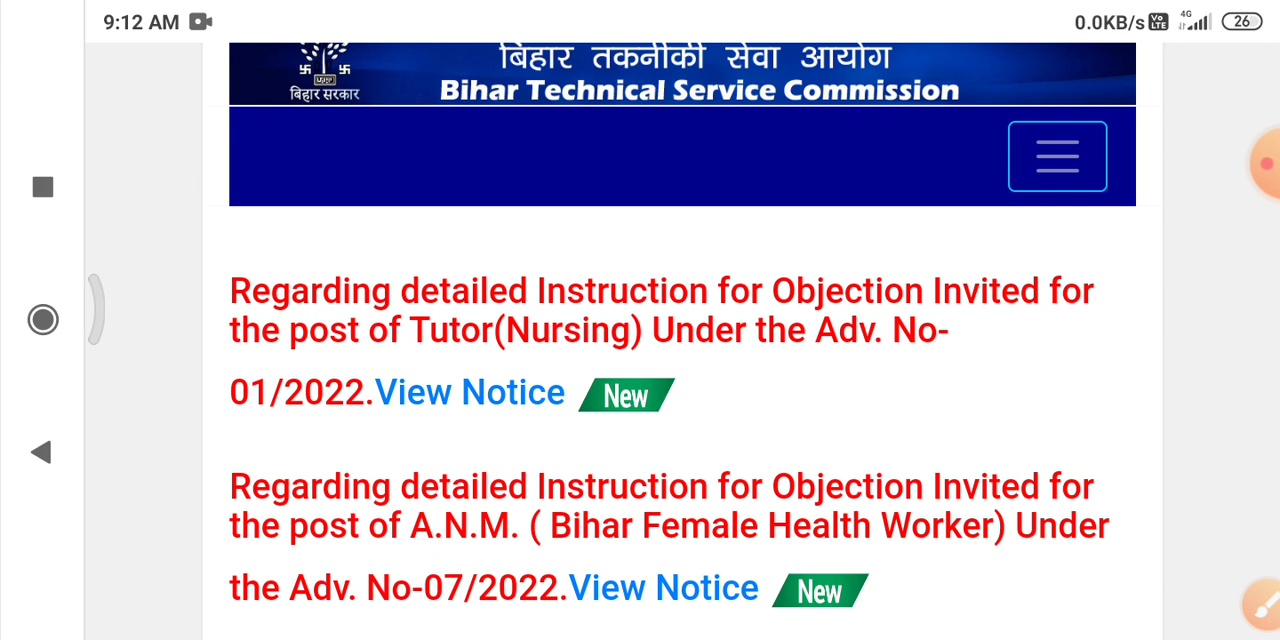 9:12 AM
0.0KB/s Vo LTE 4G 26
बिहार तकनीकी सेवा आयोग
बिहार सरकार
Bihar Technical Service Commission
Regarding detailed Instruction for Objection Invited for
the post of Tutor(Nursing) Under the Adv. No-
01/2022.View Notice New
Regarding detailed Instruction for Objection Invited for
the post of A.N.M. ( Bihar Female Health Worker) Under
the Adv. No-07/2022.View Notice New